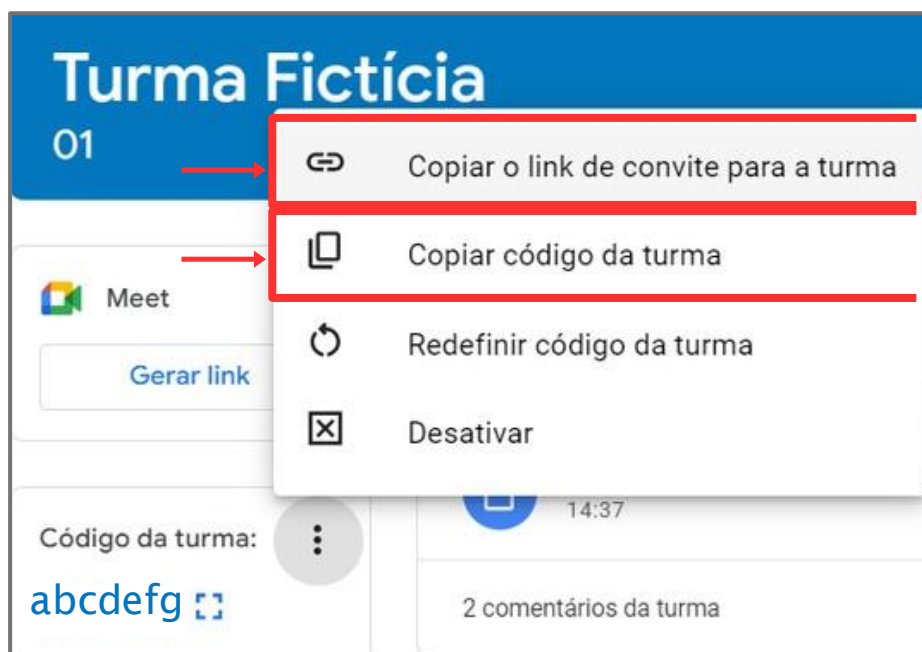 Turma Fictícia
01
Copiar o link de convite para a turma
Copiar código da turma
Redefinir código da turma
Desativar
Meet
Gerar link
14:37
Código da turma:
abcdefg
2 comentários da turma